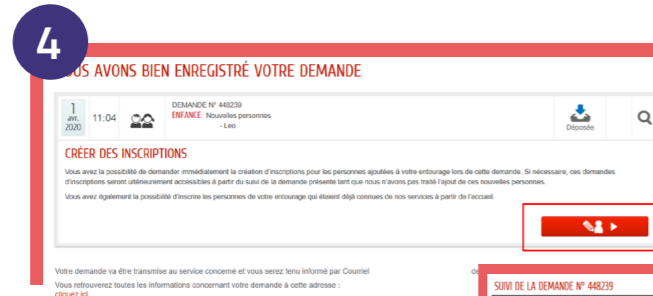 4
US AVONS BIEN ENREGISTRÉ VOTRE DEMANDE
1
avr.
2020
11:04
DEMANDE N° 448239
ENFANCE Nouvelles personnes
- Leo
Déposée
CRÉER DES INSCRIPTIONS
Vous avez la possibilité de demander immédiatement la création d'inscriptions pour les personnes ajoutées à votre entourage lors de cette demande. Si nécessaire, ces demandes
d'inscriptions seront ultérieurement accessibles à partir du suivi de la demande présente tant que nous n'avons pas traité l'ajout de ces nouvelles personnes.
Vous avez également la possibilité d'inscrire les personnes de votre entourage qui étaient déjà connues de nos services à partir de l'accueil
Votre demande va être transmise au service concerné et vous serez tenu informé par Courriel
de
Vous retrouverez toutes les informations concernant votre demande à cette adresse :
cliquez ici
SUIVI DE LA DEMANDE N° 448239